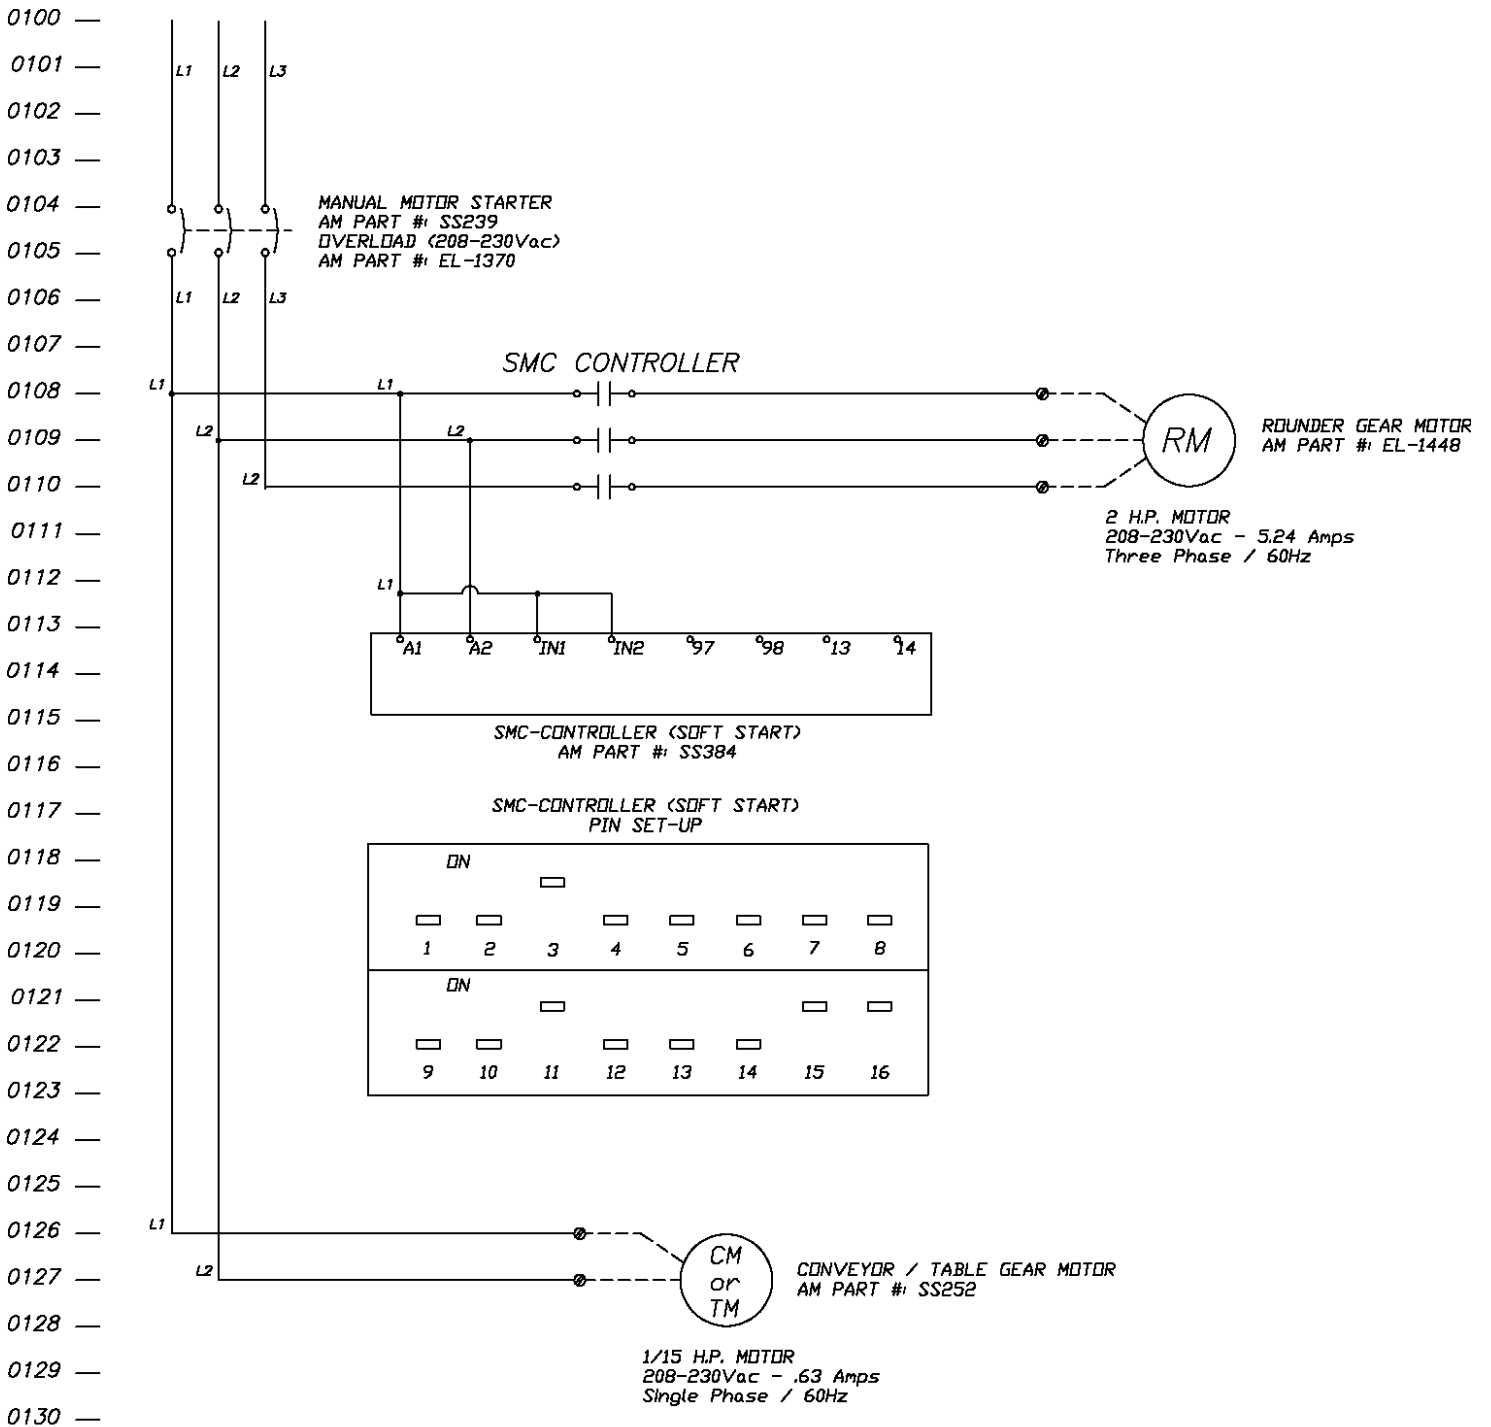 0100
0101
L1 L2 L3
0102
0103
0104
MANUAL MOTOR STARTER
AM PART #: SS239
OVERLOAD (208-230Vac)
AM PART #: EL-1370
0105
0106
L1 L2 L3
0107
SMC CONTROLLER
0108
L1 L1
0109
L2 L2
RM
ROUNDER GEAR MOTOR
AM PART #: EL-1448
0110
L2
0111
2 H.P. MOTOR
208-230Vac - 5.24 Amps
Three Phase / 60Hz
0112
L1
0113
A1 A2 IN1 IN2 97 98 13 14
0114
0115
SMC-CONTROLLER (SOFT START)
AM PART #: SS384
0116
0117
SMC-CONTROLLER (SOFT START)
PIN SET-UP
0118
ON
0119
0120
1 2 3 4 5 6 7 8
0121
ON
0122
9 10 11 12 13 14 15 16
0123
0124
0125
0126
L1
0127
L2
CM
or
TM
CONVEYOR / TABLE GEAR MOTOR
AM PART #: SS252
0128
0129
1/15 H.P. MOTOR
208-230Vac - .63 Amps
Single Phase / 60Hz
0130